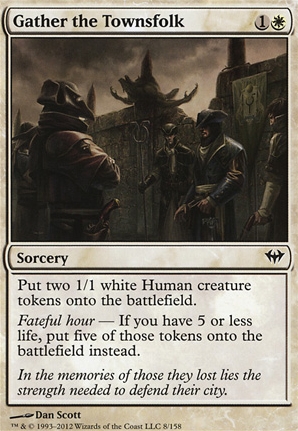 Gather the Townsfolk 1
Sorcery
Put two 1/1 white Human creature
tokens onto the battlefield.
Fateful hour — If you have 5 or less
life, put five of those tokens onto the
battlefield instead.
In the memories of those they lost lies the
strength needed to defend their city.
Dan Scott
™ & © 1993–2012 Wizards of the Coast LLC 8/158